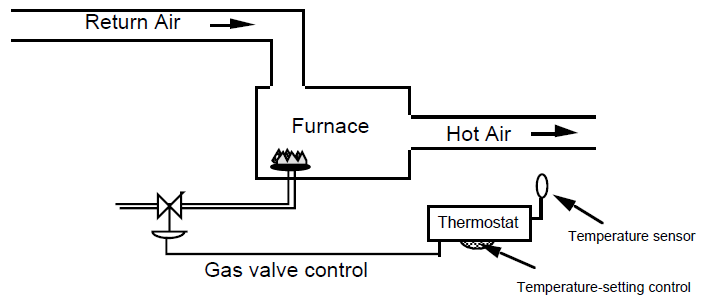 Return Air
Furnace
Hot Air
Thermostat
Temperature sensor
Gas valve control
Temperature-setting control